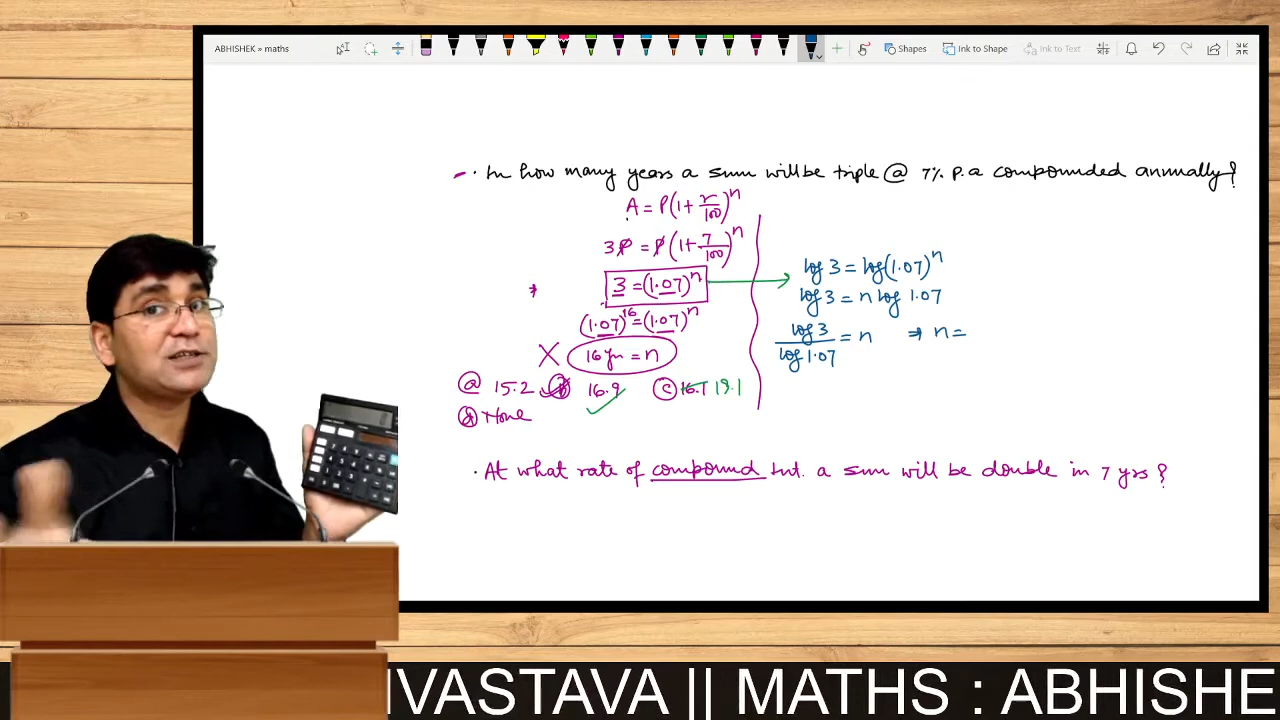 ABHISHEK » maths
Shapes
Ink to Shape
Ink to Text
- · In how many years a sum will be triple @ 7% p.a compounded annually?
A = P(1+r/100)^n
3P = P(1+7/100)^n
3 = (1.07)^n
(1.07)^16 = (1.07)^n
X 16 yrs = n
(a) 15.2 (b) 16.9 (c) 16.1 19.1
(d) None
log 3 = log(1.07)^n
log 3 = n log 1.07
log 3/log 1.07 = n ⇒ n =
· At what rate of compound Int. a sum will be double in 7 yrs?
IVASTAVA || MATHS : ABHISHE